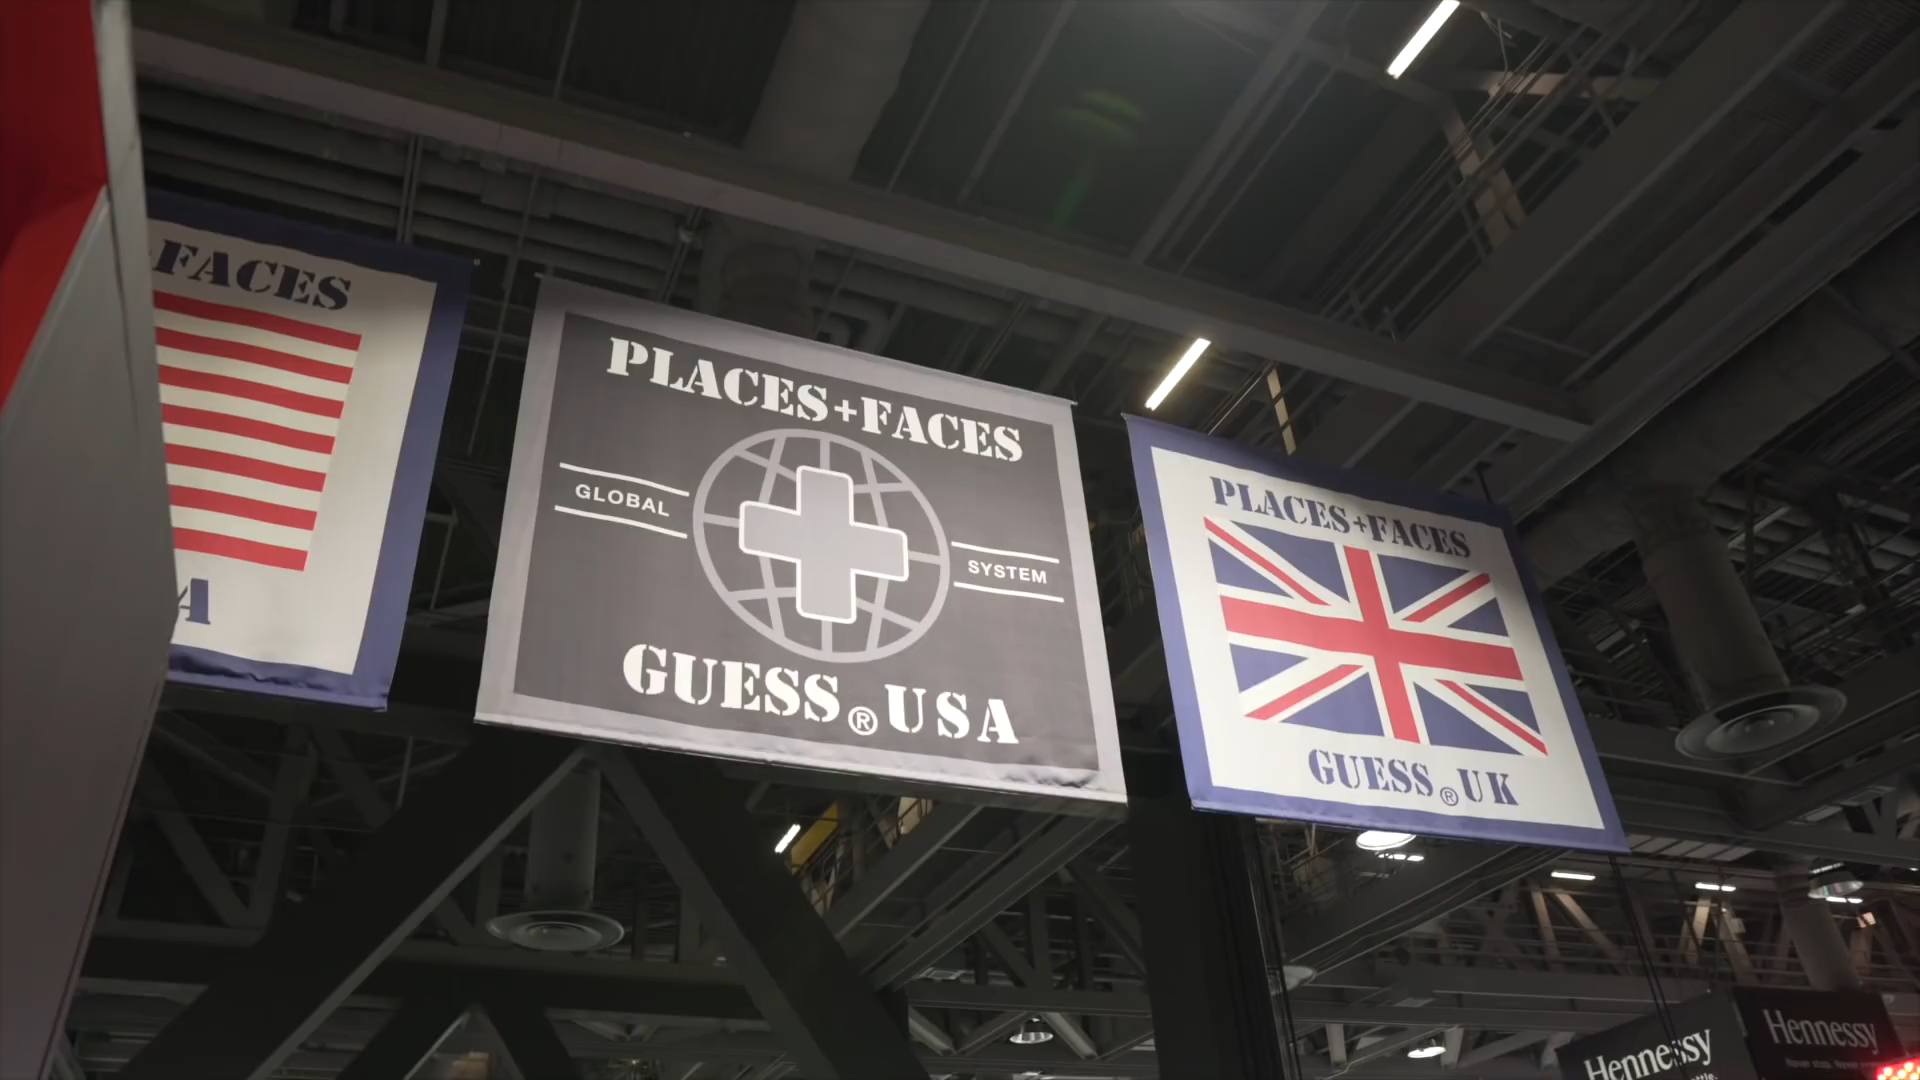 FACES
A
PLACES+FACES
GLOBAL
SYSTEM
GUESS®USA
PLACES+FACES
GUESS®UK
Hennessy
Hennessy